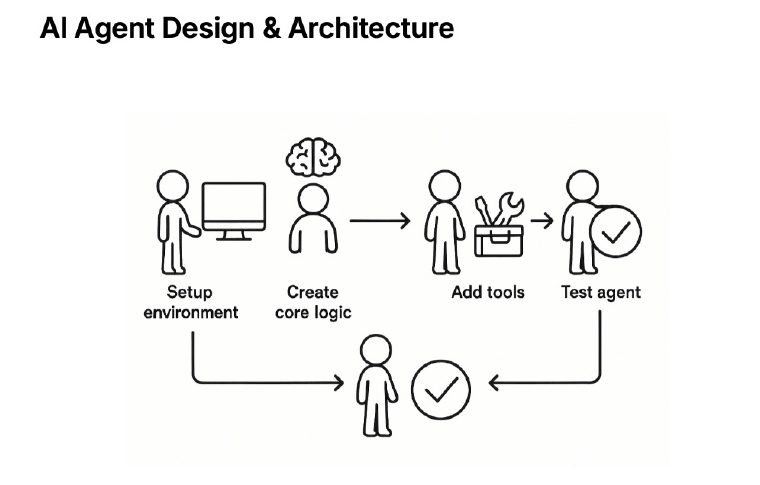 AI Agent Design & Architecture
Setup
environment
Create
core logic
Add tools
Test agent